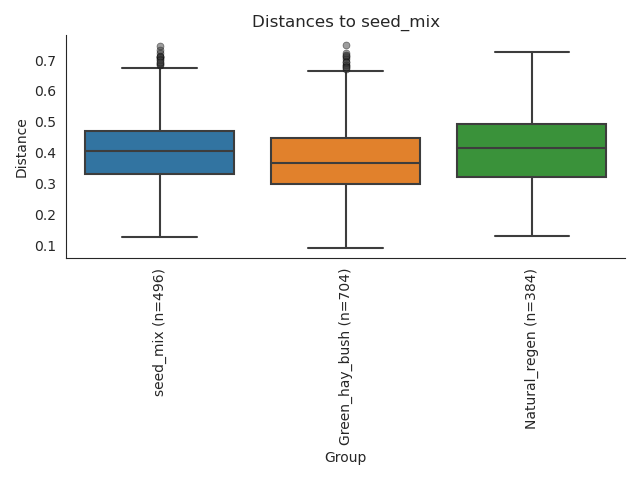 Distances to seed_mix
Distance
0.7
0.6
0.5
0.4
0.3
0.2
0.1
seed_mix (n=496)
Green_hay_bush (n=704)
Natural_regen (n=384)
Group